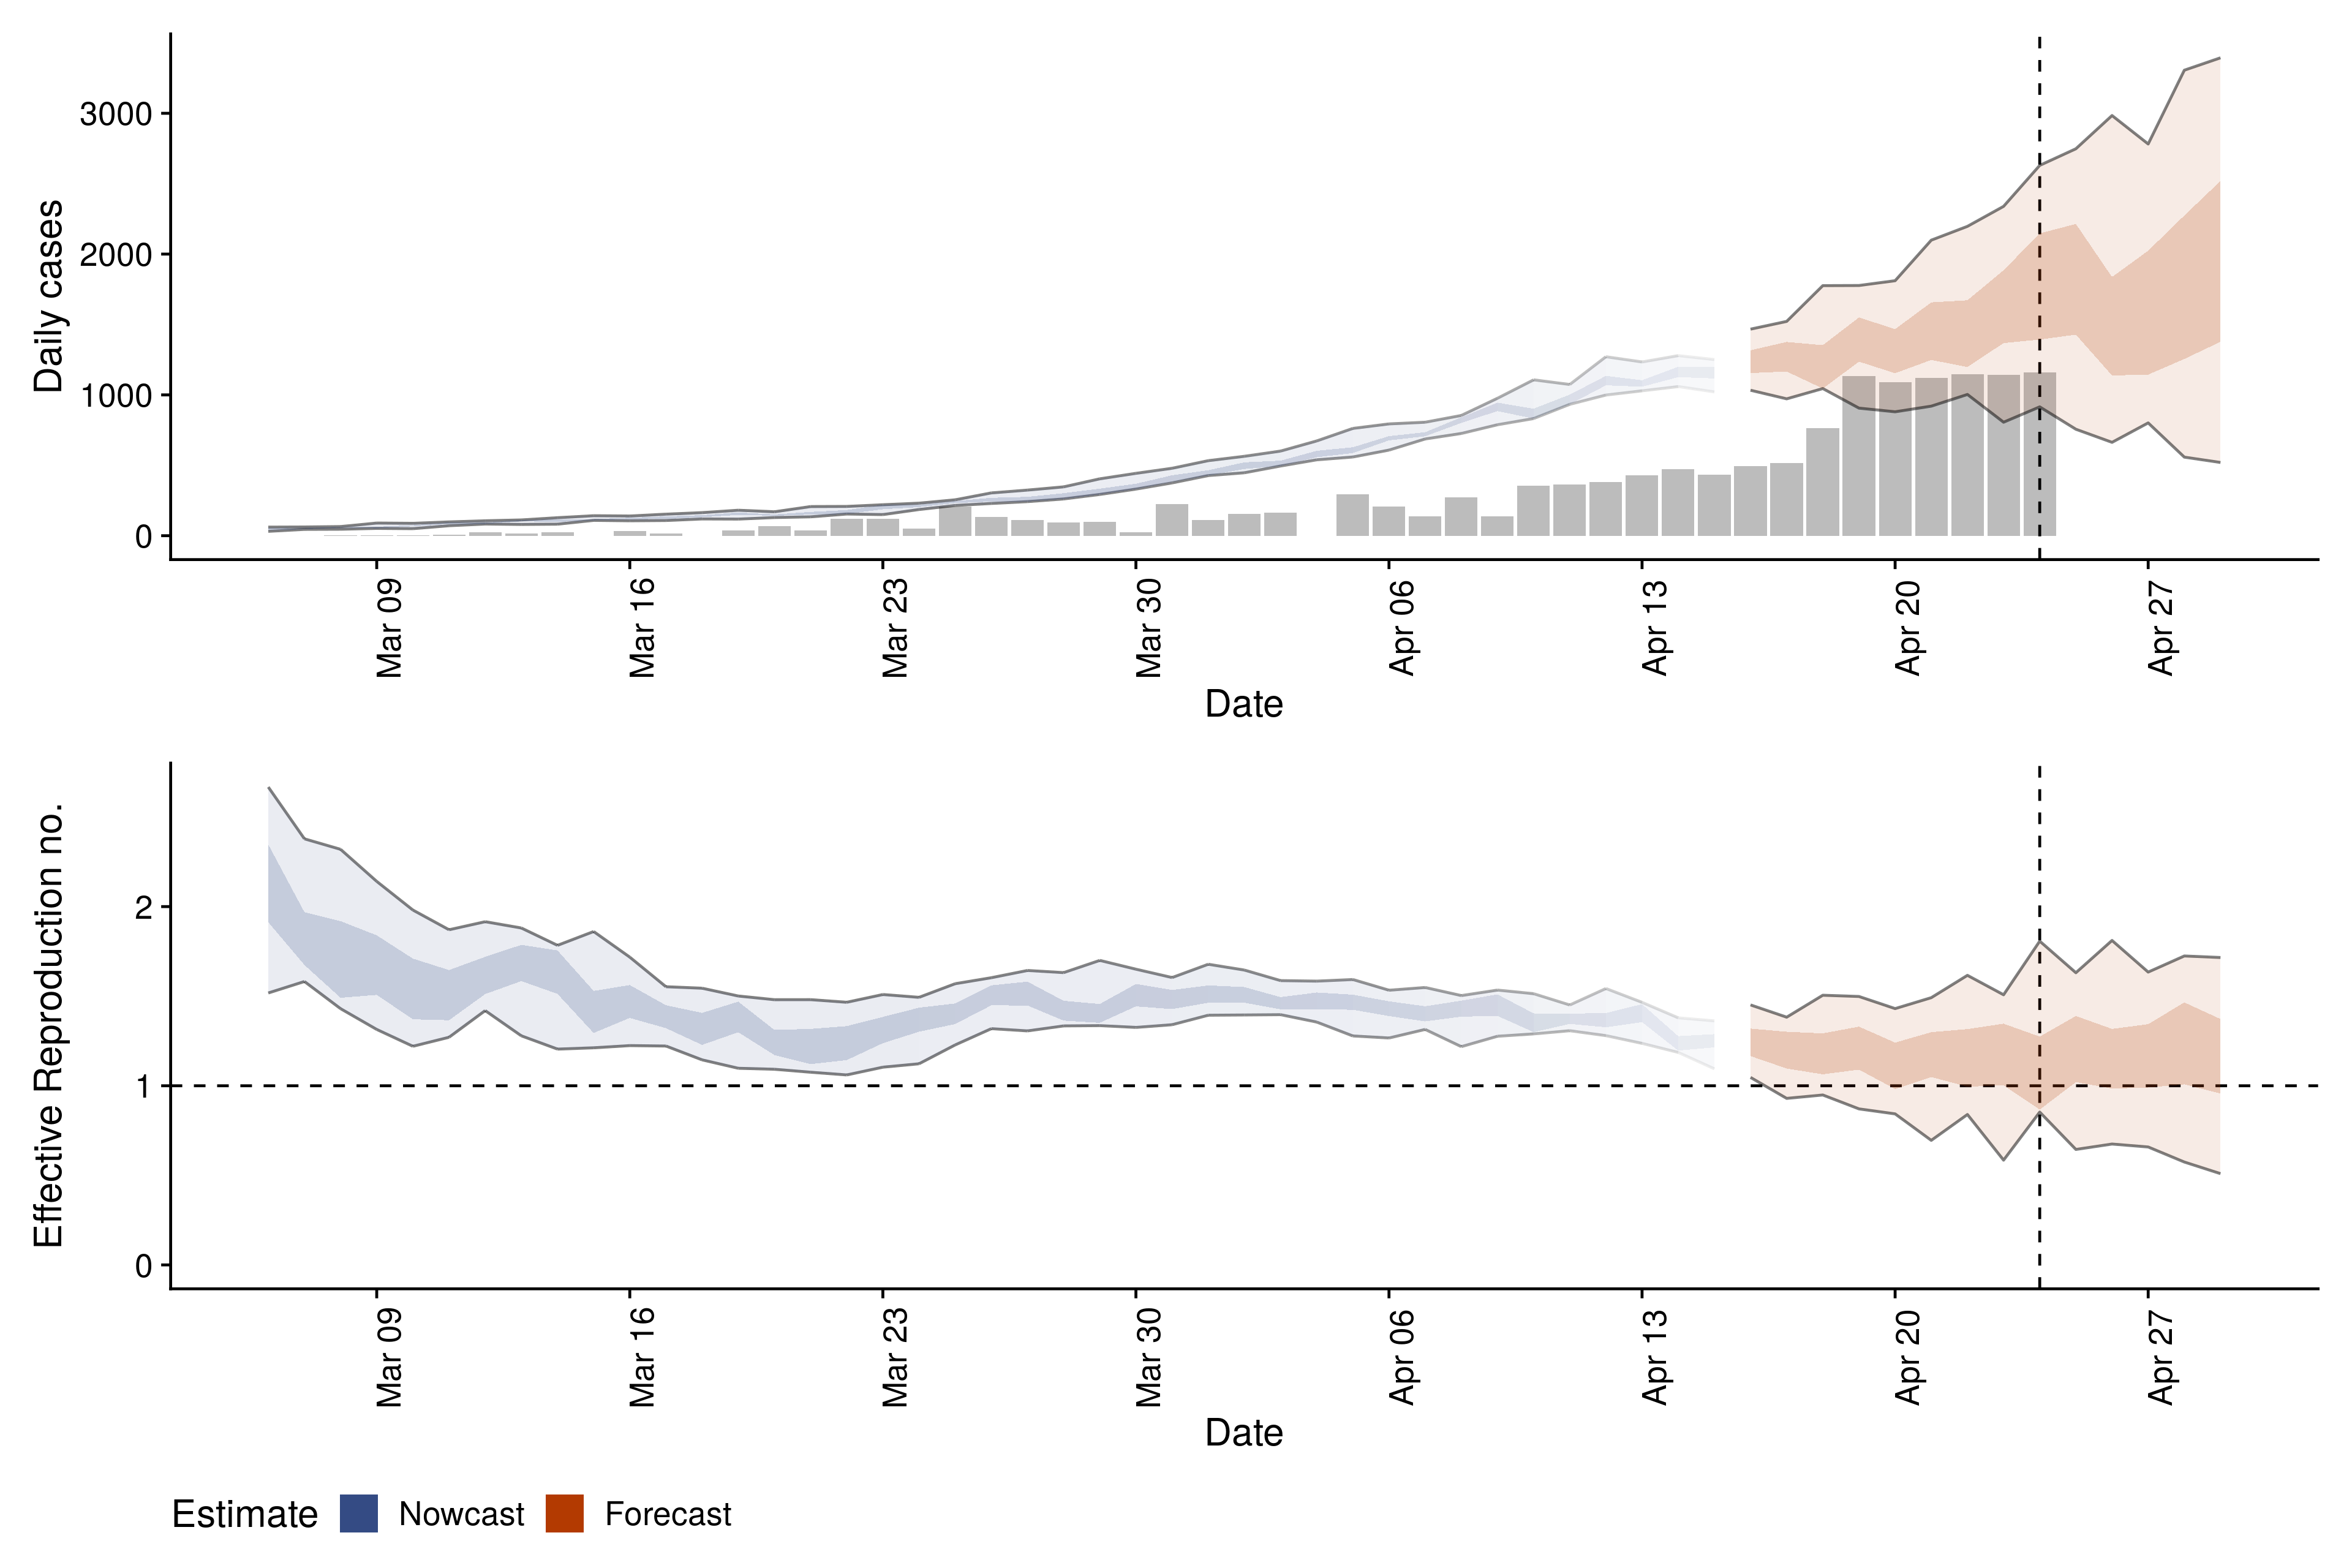 Daily cases
3000
2000
1000
0
Mar 09
Mar 16
Mar 23
Mar 30
Apr 06
Apr 13
Apr 20
Apr 27
Date
Effective Reproduction no.
2
1
0
Mar 09
Mar 16
Mar 23
Mar 30
Apr 06
Apr 13
Apr 20
Apr 27
Date
Estimate Nowcast Forecast